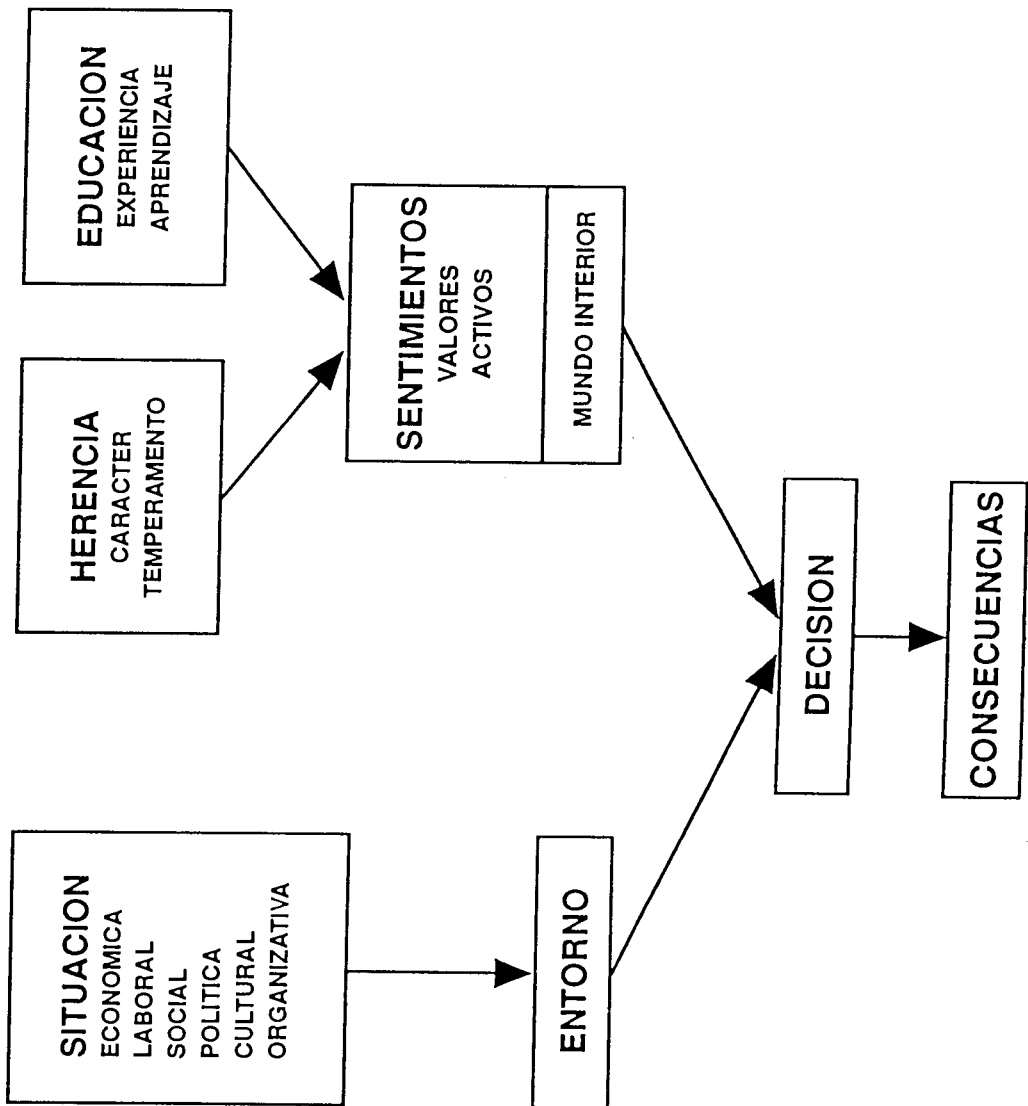 SITUACION
ECONOMICA
LABORAL
SOCIAL
POLITICA
CULTURAL
ORGANIZATIVA
HERENCIA
CARACTER
TEMPERAMENTO
EDUCACION
EXPERIENCIA
APRENDIZAJE
ENTORNO
SENTIMIENTOS
VALORES
ACTIVOS
MUNDO INTERIOR
DECISION
CONSECUENCIAS